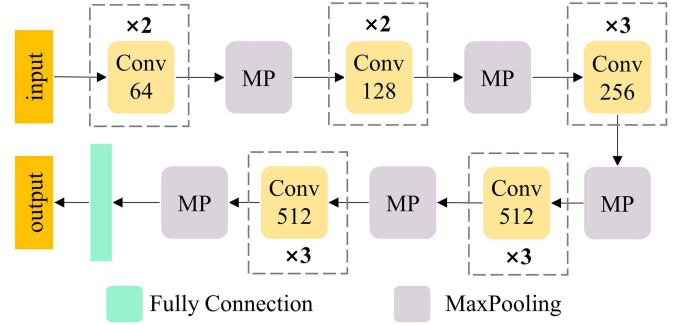 ×2
×2
×3
input
Conv
64
MP
Conv
128
MP
Conv
256
output
MP
Conv
512
MP
Conv
512
MP
×3
×3
Fully Connection
MaxPooling